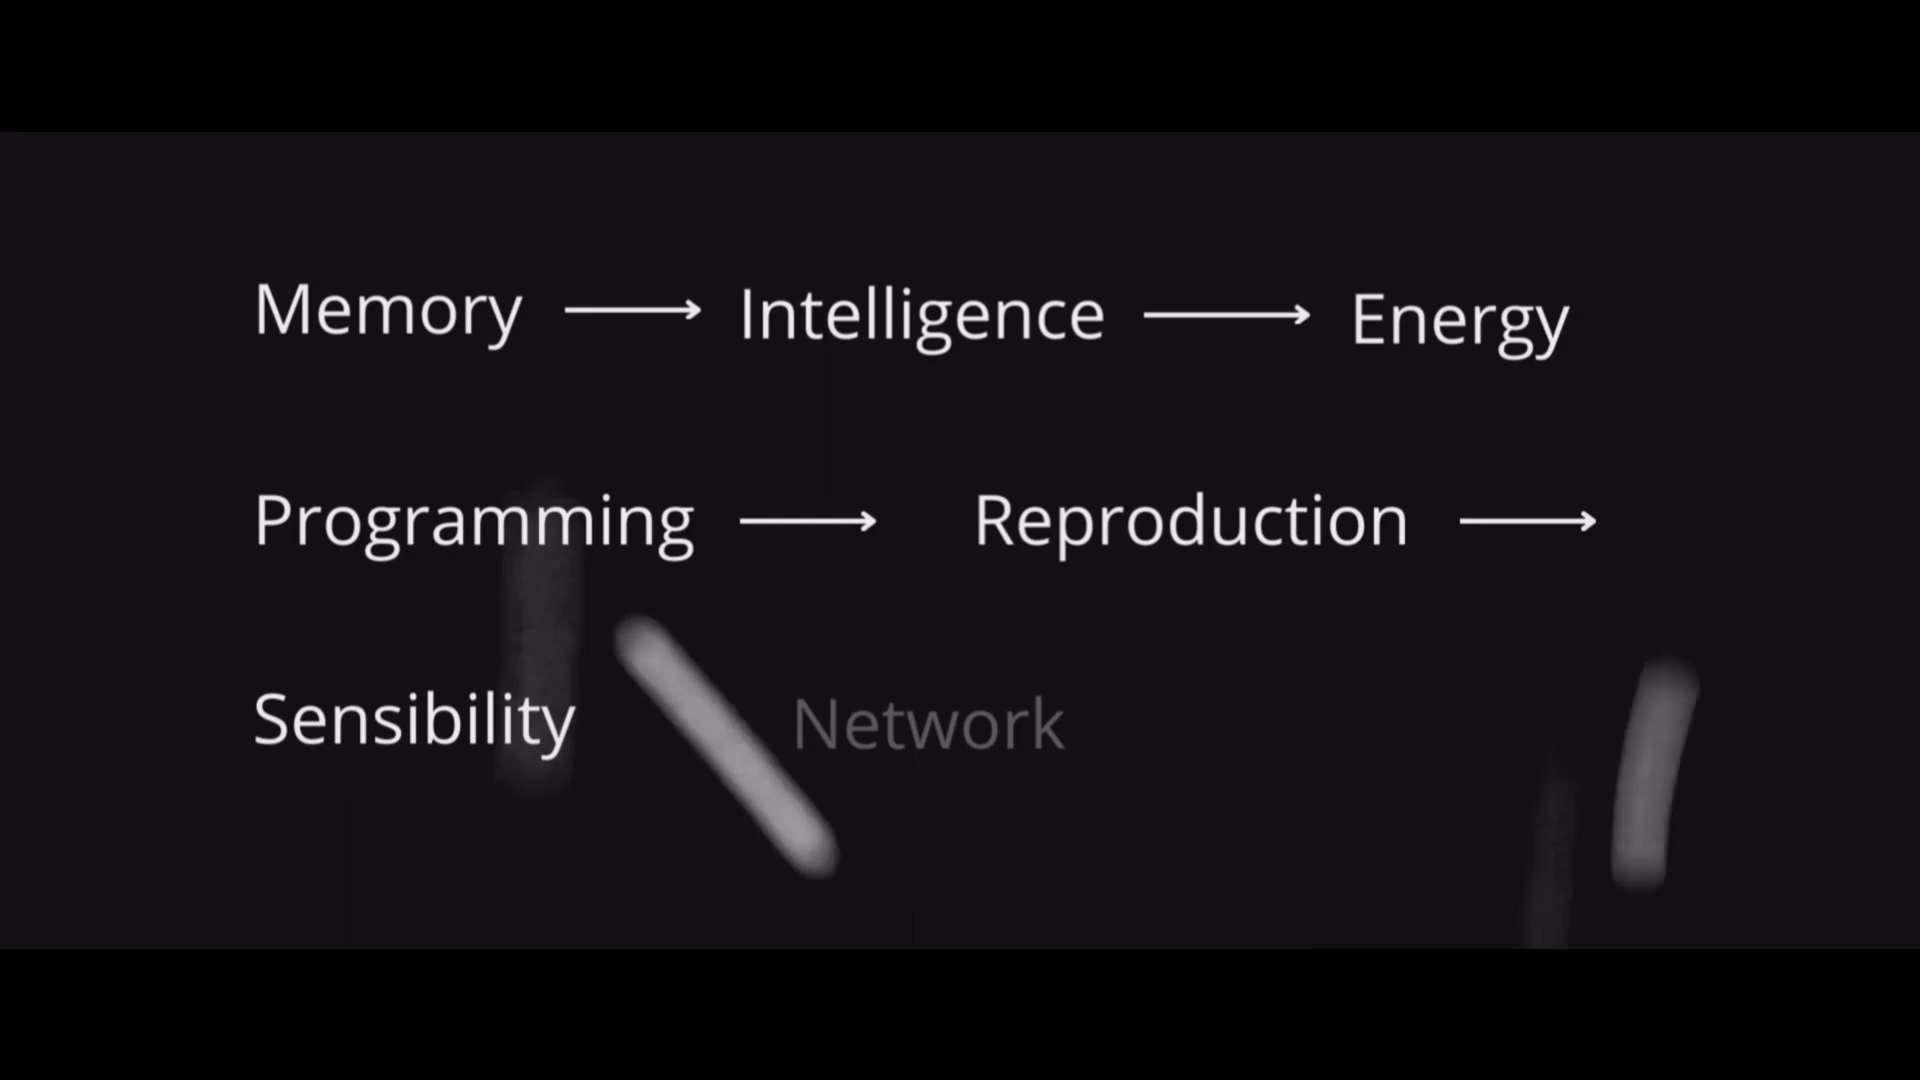 Memory → Intelligence → Energy
Programming → Reproduction →
Sensibility Network